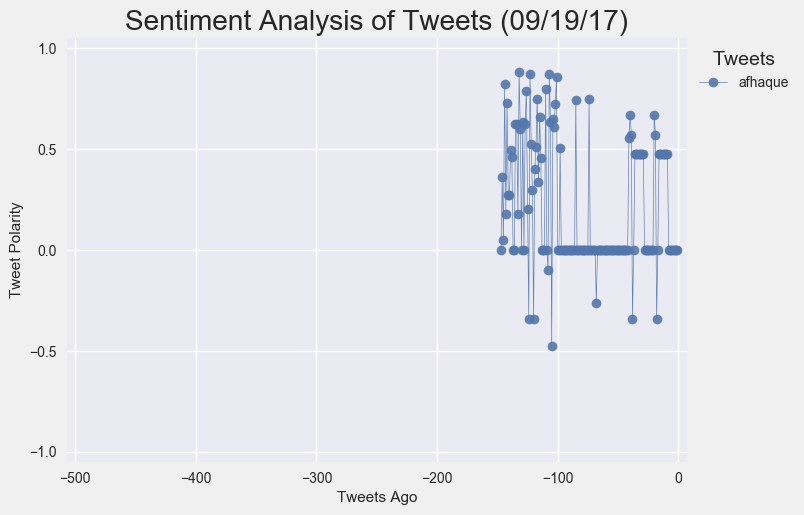 Sentiment Analysis of Tweets (09/19/17)
Tweets
afhaque
1.0
0.5
0.0
−0.5
−1.0
Tweet Polarity
−500
−400
−300
−200
−100
0
Tweets Ago